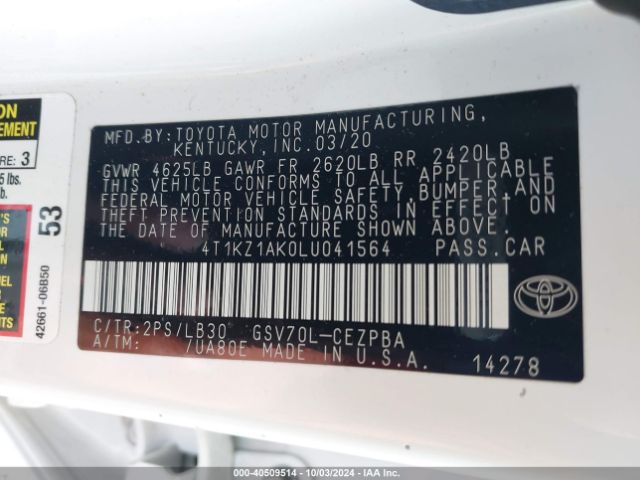 MFD.BY:TOYOTA MOTOR MANUFACTURING,
KENTUCKY,INC.03/20
GVWR 4625LB GAWR FR 2620LB RR 2420LB
THIS VEHICLE CONFORMS TO ALL APPLICABLE
FEDERAL MOTOR VEHICLE SAFETY,BUMPER AND
THEFT PREVENTION STANDARDS IN EFFECT ON
THE DATE OF MANUFACTURE SHOWN ABOVE.
4T1KZ1AK0LU041564 PASS.CAR
C/TR:2PS/LB30 GSV70L-CEZPBA
A/TM: 7UA80E MADE IN U.S.A.
14278
ON
EMENT
RE: 3
5 lbs.
b.
53
42661-06B50
000-40509514 - 10/03/2024 - IAA Inc.